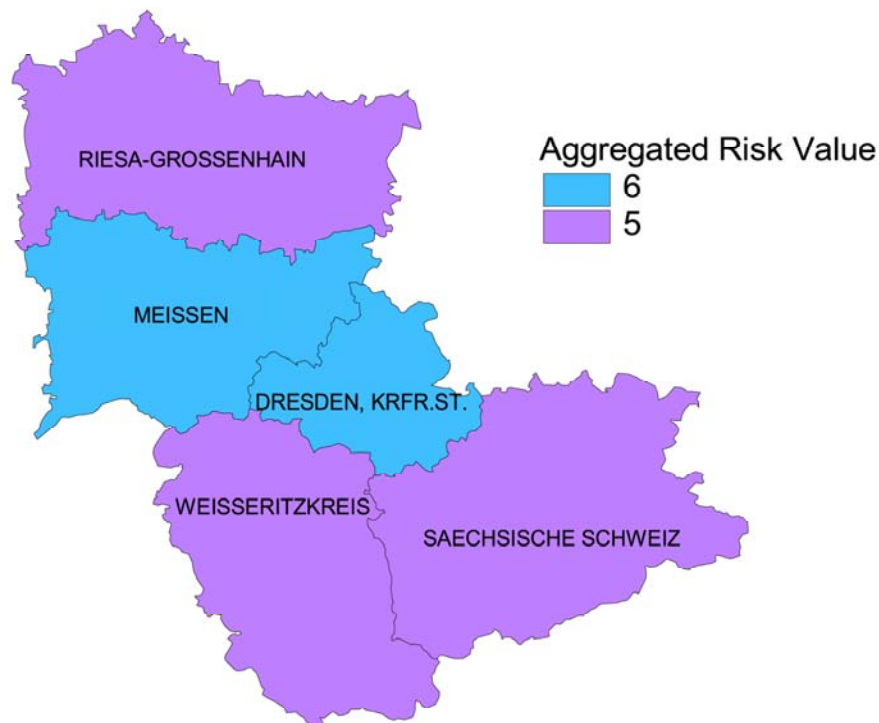 Aggregated Risk Value
6
5
RIESA-GROSSENHAIN
MEISSEN
DRESDEN, KRFR.ST.
WEISSERITZKREIS
SAECHSISCHE SCHWEIZ